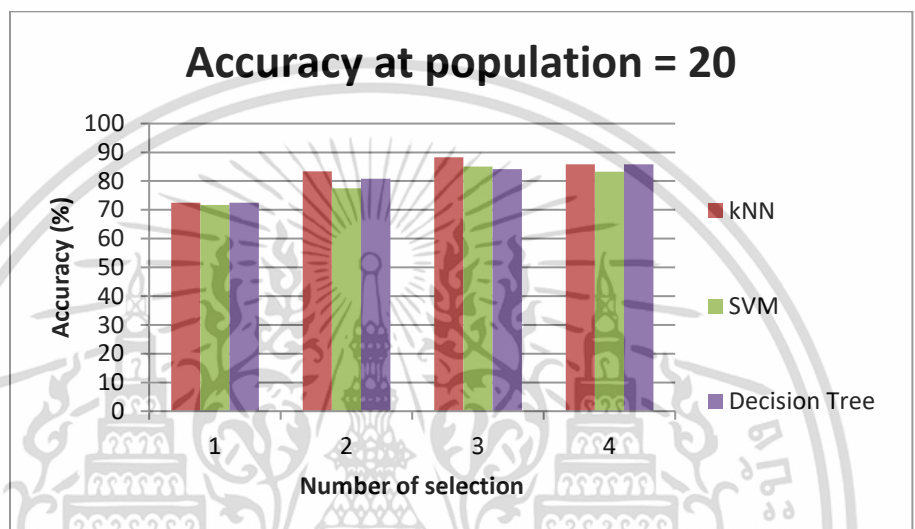 Accuracy at population = 20
Accuracy (%)
100
90
80
70
60
50
40
30
20
10
0
1 2 3 4
Number of selection
kNN
SVM
Decision Tree